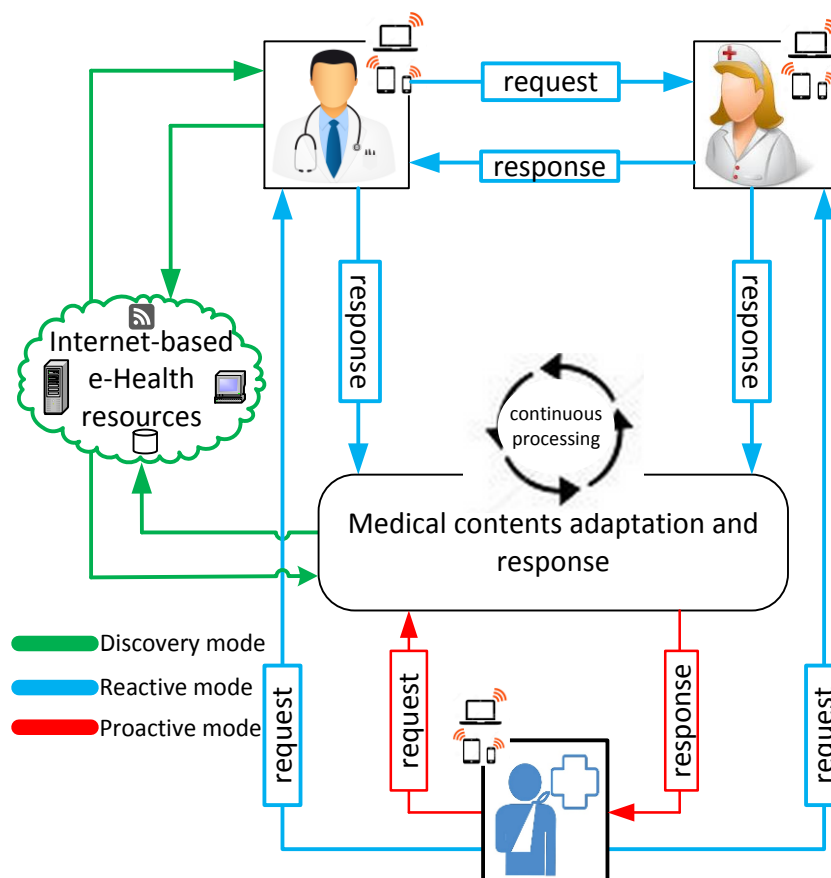 request
response
response
response
Internet-based
e-Health
resources
continuous
processing
Medical contents adaptation and
response
Discovery mode
Reactive mode
Proactive mode
request
request
response
request